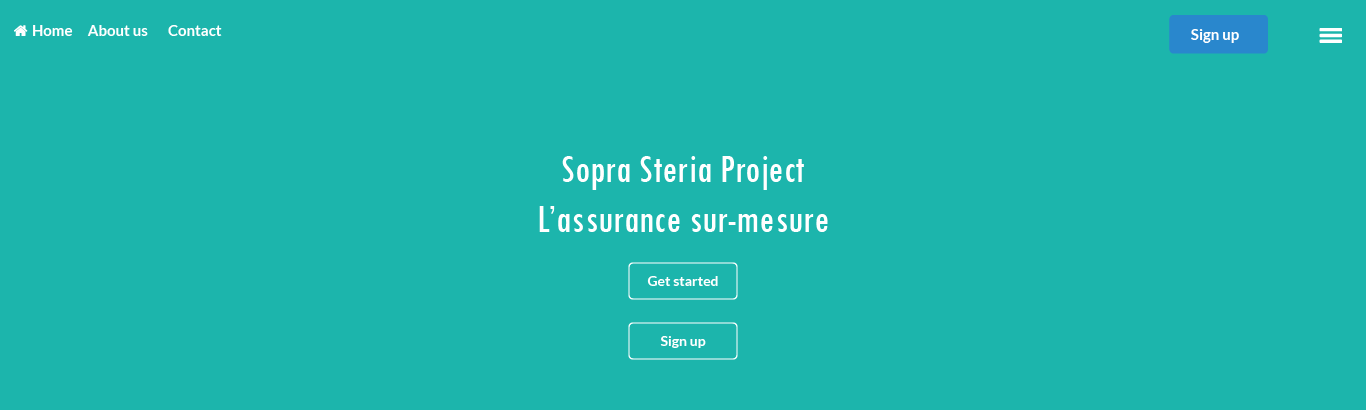 Home About us Contact Sign up
Sopra Steria Project
L’assurance sur-mesure
Get started
Sign up